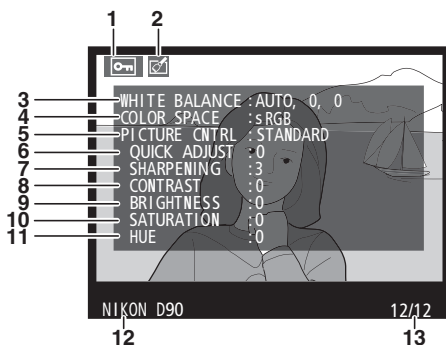 1 2
3 WHITE BALANCE :AUTO, 0, 0
4 COLOR SPACE :sRGB
5 PICTURE CNTRL :STANDARD
6 QUICK ADJUST :0
7 SHARPENING :3
8 CONTRAST :0
9 BRIGHTNESS :0
10 SATURATION :0
11 HUE :0
NIKON D90 12/12
12 13